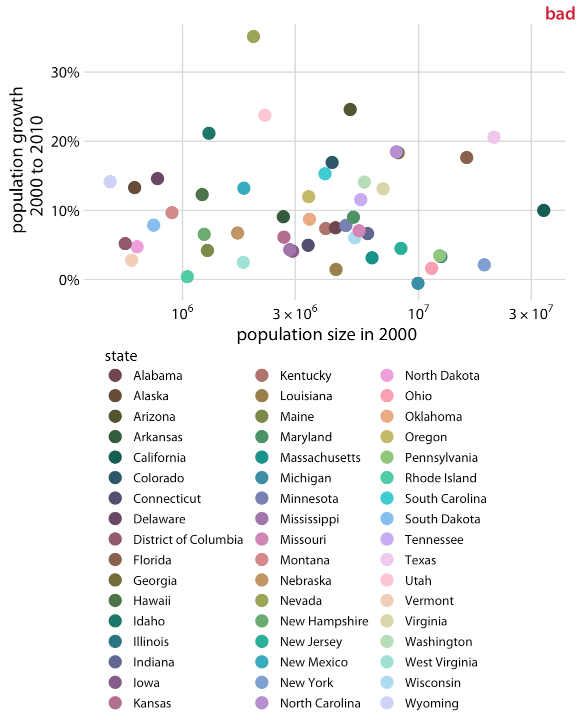 bad
population growth
2000 to 2010
30%
20%
10%
0%
10⁶
3 × 10⁶
10⁷
3 × 10⁷
population size in 2000
state
Alabama
Alaska
Arizona
Arkansas
California
Colorado
Connecticut
Delaware
District of Columbia
Florida
Georgia
Hawaii
Idaho
Illinois
Indiana
Iowa
Kansas
Kentucky
Louisiana
Maine
Maryland
Massachusetts
Michigan
Minnesota
Mississippi
Missouri
Montana
Nebraska
Nevada
New Hampshire
New Jersey
New Mexico
New York
North Carolina
North Dakota
Ohio
Oklahoma
Oregon
Pennsylvania
Rhode Island
South Carolina
South Dakota
Tennessee
Texas
Utah
Vermont
Virginia
Washington
West Virginia
Wisconsin
Wyoming